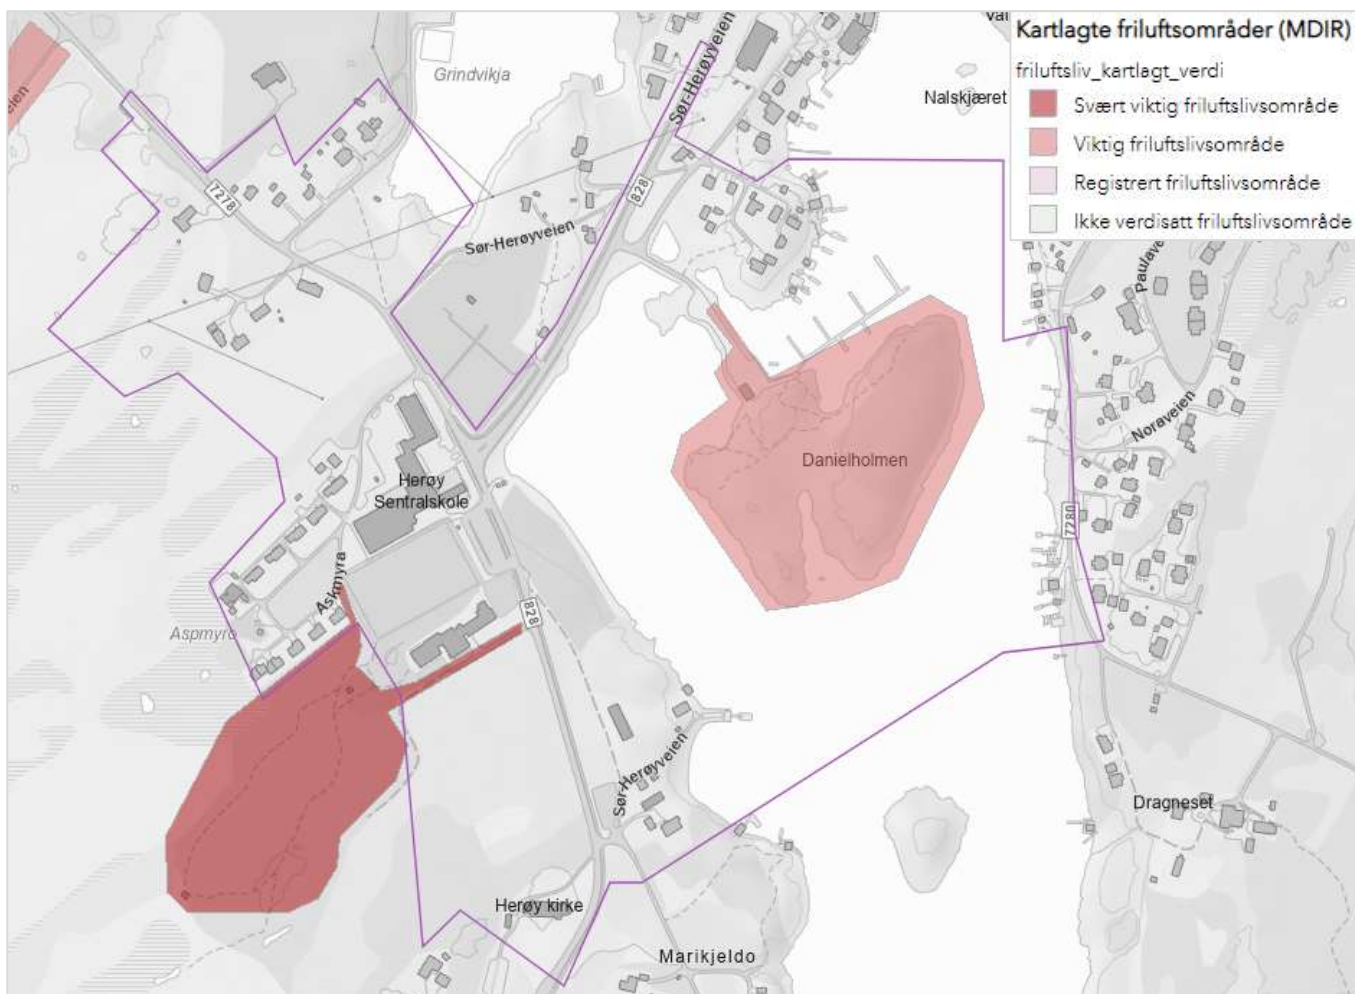 Kartlagte friluftsområder (MDIR)
friluftsliv_kartlagt_verdi
Svært viktig friluftslivsområde
Viktig friluftslivsområde
Registrert friluftslivsområde
Ikke verdisatt friluftslivsområde
Grindvikja
Sør-Herøyveien
Nalskjæret
eien
7278
828
Sør-Herøyveien
Paulave
Noraveien
Danielholmen
Herøy
Sentralskole
7280
Askmyra
Aspmyra
828
Sør-Herøyveien
Dragneset
Herøy kirke
Marikjeldo